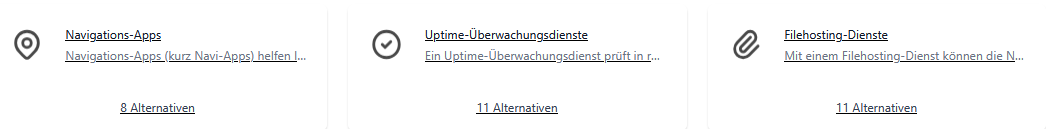 Navigations-Apps
Navigations-Apps (kurz Navi-Apps) helfen I...
8 Alternativen
Uptime-Überwachungsdienste
Ein Uptime-Überwachungsdienst prüft in r...
11 Alternativen
Filehosting-Dienste
Mit einem Filehosting-Dienst können die N...
11 Alternativen